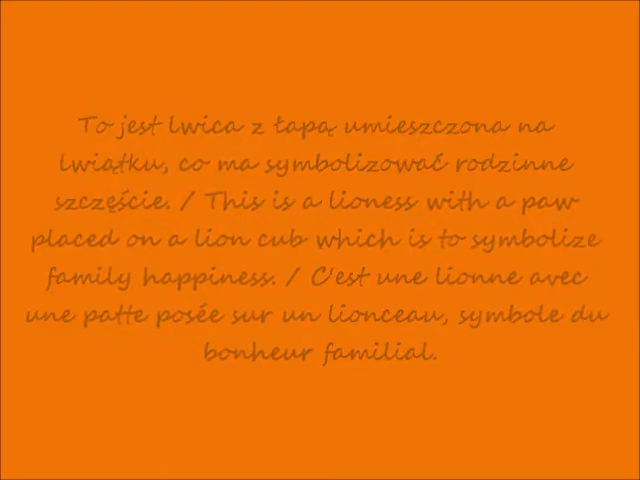 To jest lwica z łapą umieszczona na
lwiątku, co ma symbolizować rodzinne
szczęście. / This is a lioness with a paw
placed on a lion cub which is to symbolize
family happiness. / C'est une lionne avec
une patte posée sur un lionceau, symbole du
bonheur familial.